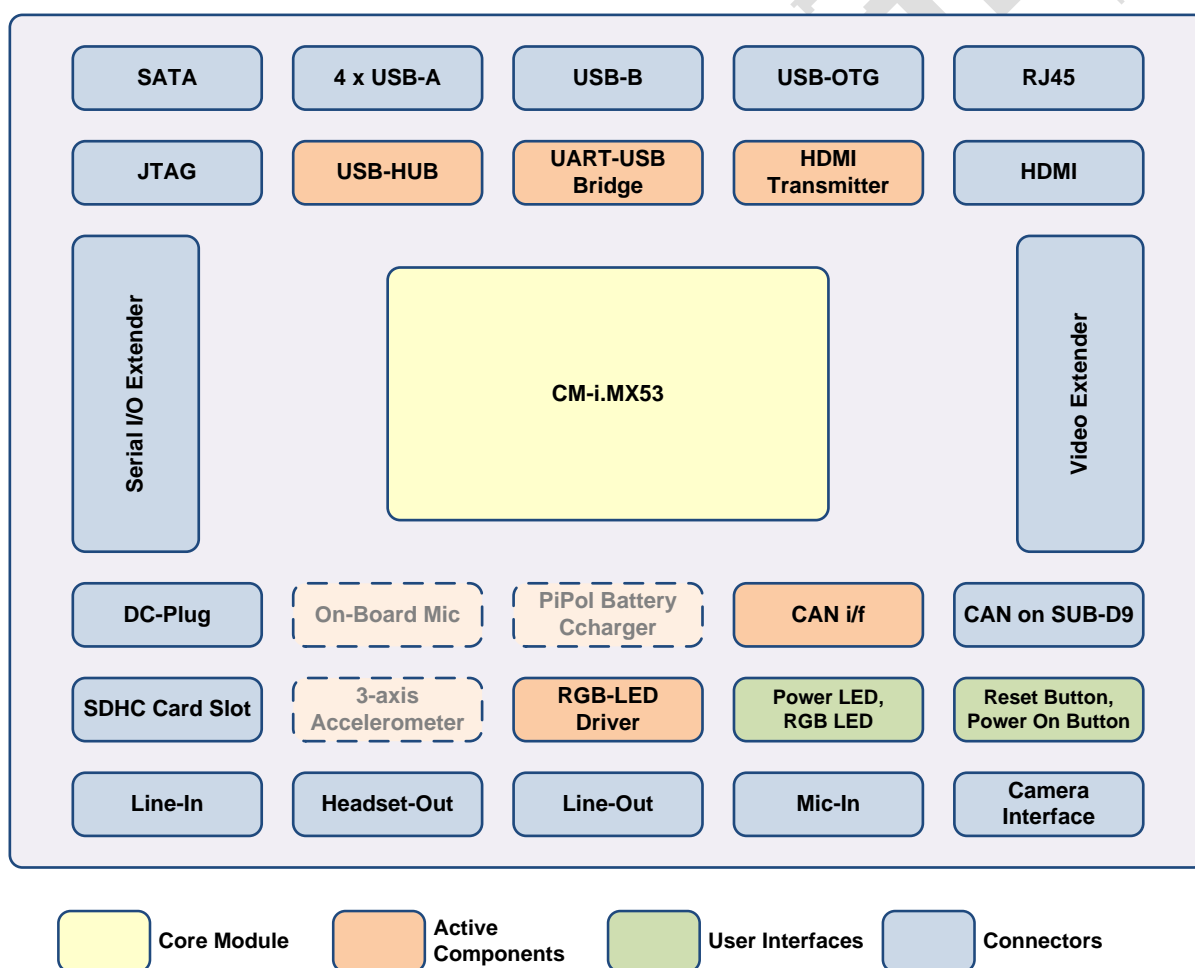 SATA
4 x USB-A
USB-B
USB-OTG
RJ45
JTAG
USB-HUB
UART-USB
Bridge
HDMI
Transmitter
HDMI
Serial I/O Extender
CM-i.MX53
Video Extender
DC-Plug
On-Board Mic
PiPol Battery
Ccharger
CAN i/f
CAN on SUB-D9
SDHC Card Slot
3-axis
Accelerometer
RGB-LED
Driver
Power LED,
RGB LED
Reset Button,
Power On Button
Line-In
Headset-Out
Line-Out
Mic-In
Camera
Interface
Core Module
Active
Components
User Interfaces
Connectors